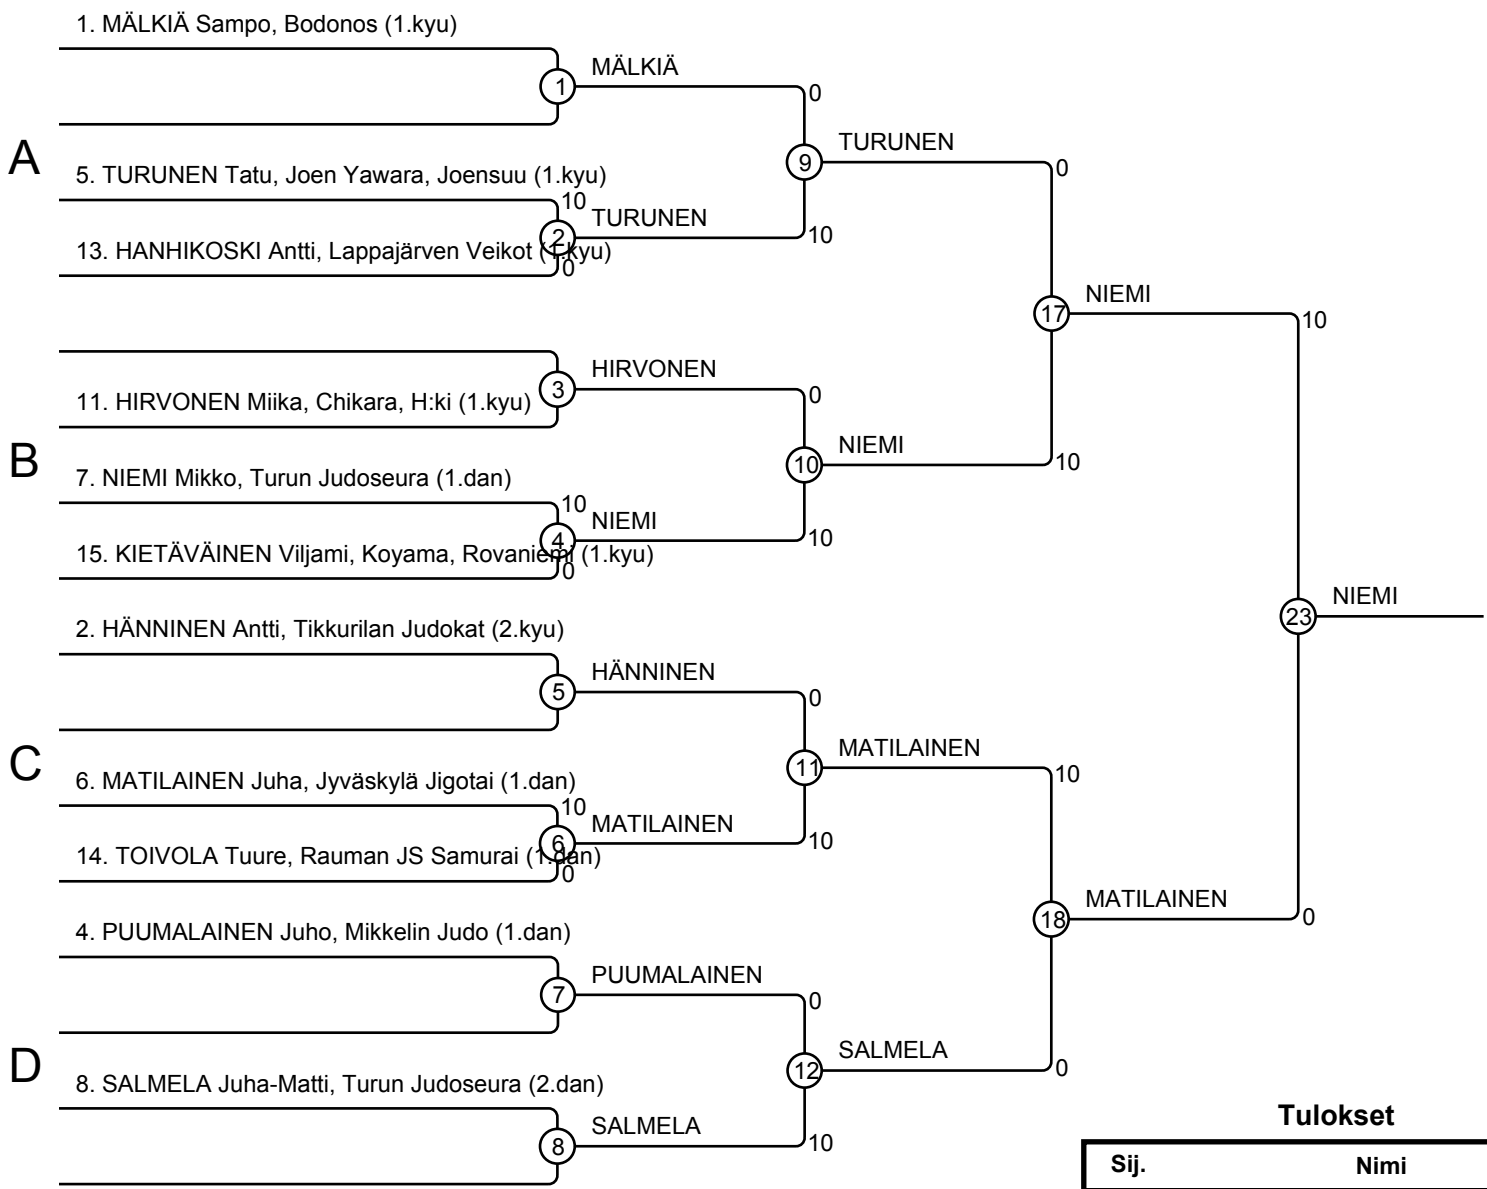 1. MÄLKIÄ Sampo, Bodonos (1.kyu)
1
MÄLKIÄ
0
A
5. TURUNEN Tatu, Joen Yawara, Joensuu (1.kyu)
10
2
TURUNEN
10
13. HANHIKOSKI Antti, Lappajärven Veikot (1.kyu)
0
9
TURUNEN
0
3
HIRVONEN
0
11. HIRVONEN Miika, Chikara, H:ki (1.kyu)
B
7. NIEMI Mikko, Turun Judoseura (1.dan)
10
4
NIEMI
10
15. KIETÄVÄINEN Viljami, Koyama, Rovaniemi (1.kyu)
0
10
NIEMI
10
17
NIEMI
10
2. HÄNNINEN Antti, Tikkurilan Judokat (2.kyu)
5
HÄNNINEN
0
C
6. MATILAINEN Juha, Jyväskylä Jigotai (1.dan)
10
6
MATILAINEN
10
14. TOIVOLA Tuure, Rauman JS Samurai (1.dan)
0
11
MATILAINEN
10
4. PUUMALAINEN Juho, Mikkelin Judo (1.dan)
7
PUUMALAINEN
0
D
8. SALMELA Juha-Matti, Turun Judoseura (2.dan)
8
SALMELA
10
12
SALMELA
0
18
MATILAINEN
0
23
NIEMI
Tulokset
Sij. Nimi